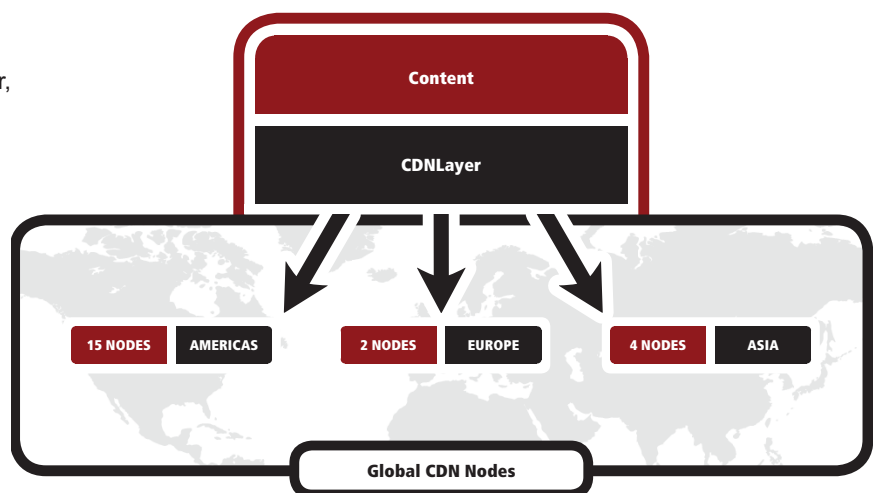 r,
Content
CDNLayer
15 NODES AMERICAS
2 NODES EUROPE
4 NODES ASIA
Global CDN Nodes